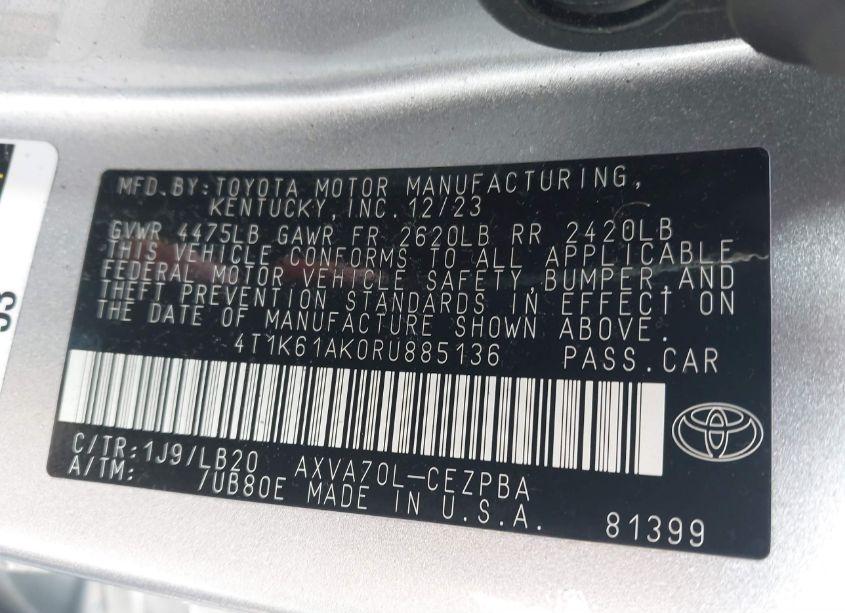 MFD.BY:TOYOTA MOTOR MANUFACTURING,
KENTUCKY,INC.12/23
GVWR 4475LB GAWR FR 2620LB RR 2420LB
THIS VEHICLE CONFORMS TO ALL APPLICABLE
FEDERAL MOTOR VEHICLE SAFETY,BUMPER,AND
THEFT PREVENTION STANDARDS IN EFFECT ON
THE DATE OF MANUFACTURE SHOWN ABOVE.
4T1K61AK0RU885136 PASS.CAR
C/TR:1J9/LB20 AXVA70L-CEZPBA
A/TM: /UB80E MADE IN U.S.A. 81399